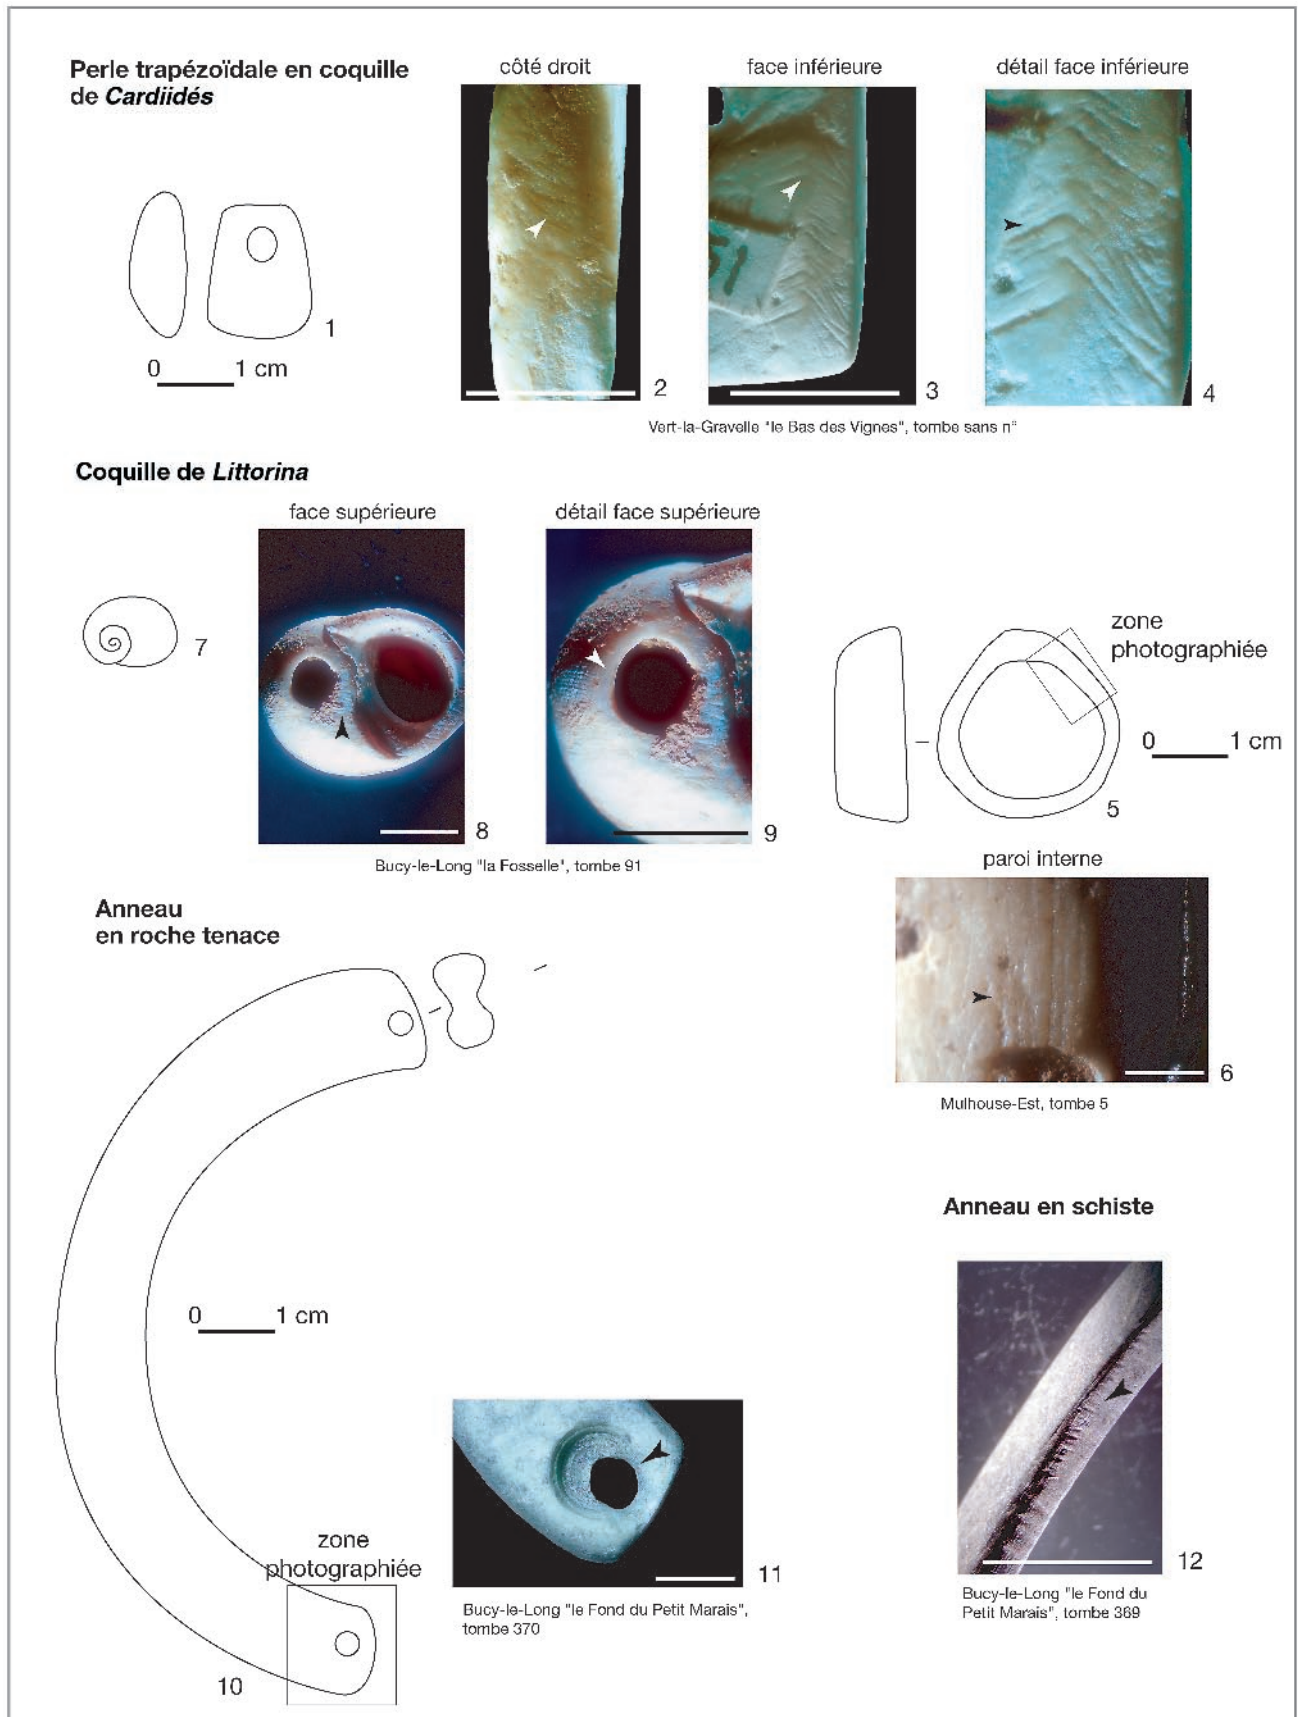 Perle trapézoïdale en coquille
de Cardiidés
côté droit
face inférieure
détail face inférieure
1
0 1 cm
2
3
51
4
Vert-la-Gravelle "le Bas des Vignes", tombe sans n°
Coquille de Littorina
face supérieure
détail face supérieure
7
8
9
Bucy-le-Long "la Fosselle", tombe 91
zone
photographiée
0 1 cm
5
paroi interne
6
Mulhouse-Est, tombe 5
Anneau
en roche tenace
0 1 cm
zone
photographiée
10
11
Bucy-le-Long "le Fond du Petit Marais",
tombe 370
Anneau en schiste
12
Bucy-le-Long "le Fond du
Petit Marais", tombe 369